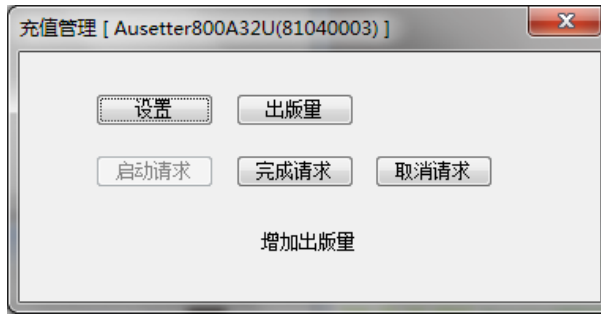 充值管理 [ Ausetter800A32U(81040003) ]
设置 出版量
启动请求 完成请求 取消请求
增加出版量